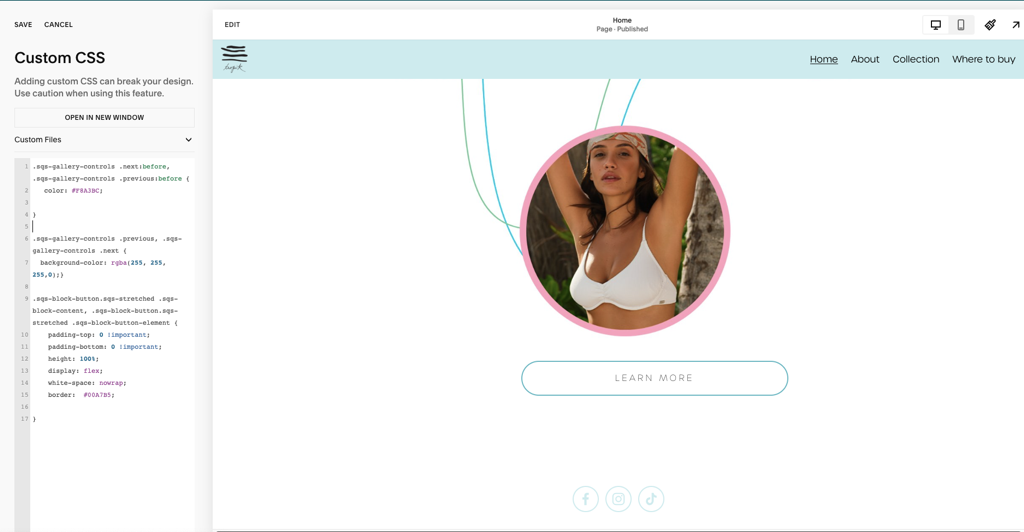 SAVE CANCEL
EDIT
Home
Page · Published
Custom CSS
Adding custom CSS can break your design.
Use caution when using this feature.
OPEN IN NEW WINDOW
Custom Files
Home About Collection Where to buy
1 .sqs-gallery-controls .next:before,
.sqs-gallery-controls .previous:before {
2 color: #F8A3BC;
3
4 }
5
6 .sqs-gallery-controls .previous, .sqs-
gallery-controls .next {
7 background-color: rgba(255, 255,
255,0);}
8
9 .sqs-block-button.sqs-stretched .sqs-
block-content, .sqs-block-button.sqs-
stretched .sqs-block-button-element {
10 padding-top: 0 !important;
11 padding-bottom: 0 !important;
12 height: 100%;
13 display: flex;
14 white-space: nowrap;
15 border: #00A7B5;
16
17 }
LEARN MORE